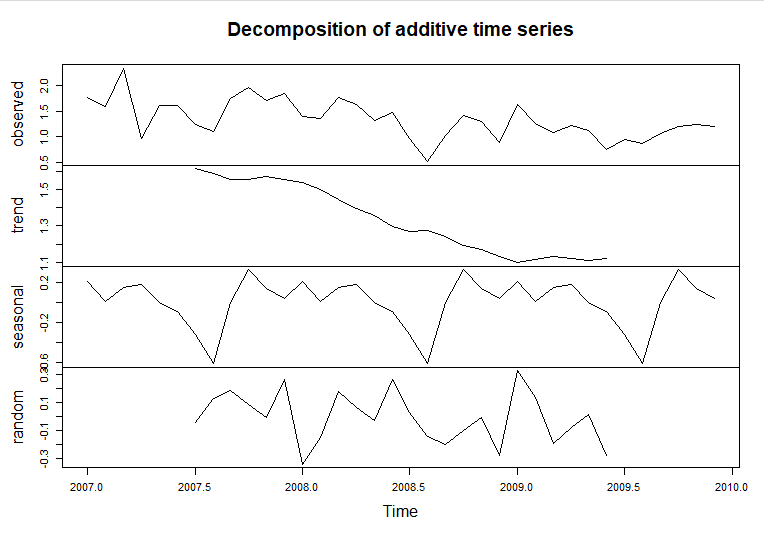 Decomposition of additive time series
observed
0.5 1.0 1.5 2.0
trend
1.1 1.3 1.5
seasonal
-0.6 -0.2 0.2
random
-0.3 -0.1 0.1 0.3
2007.0 2007.5 2008.0 2008.5 2009.0 2009.5 2010.0
Time